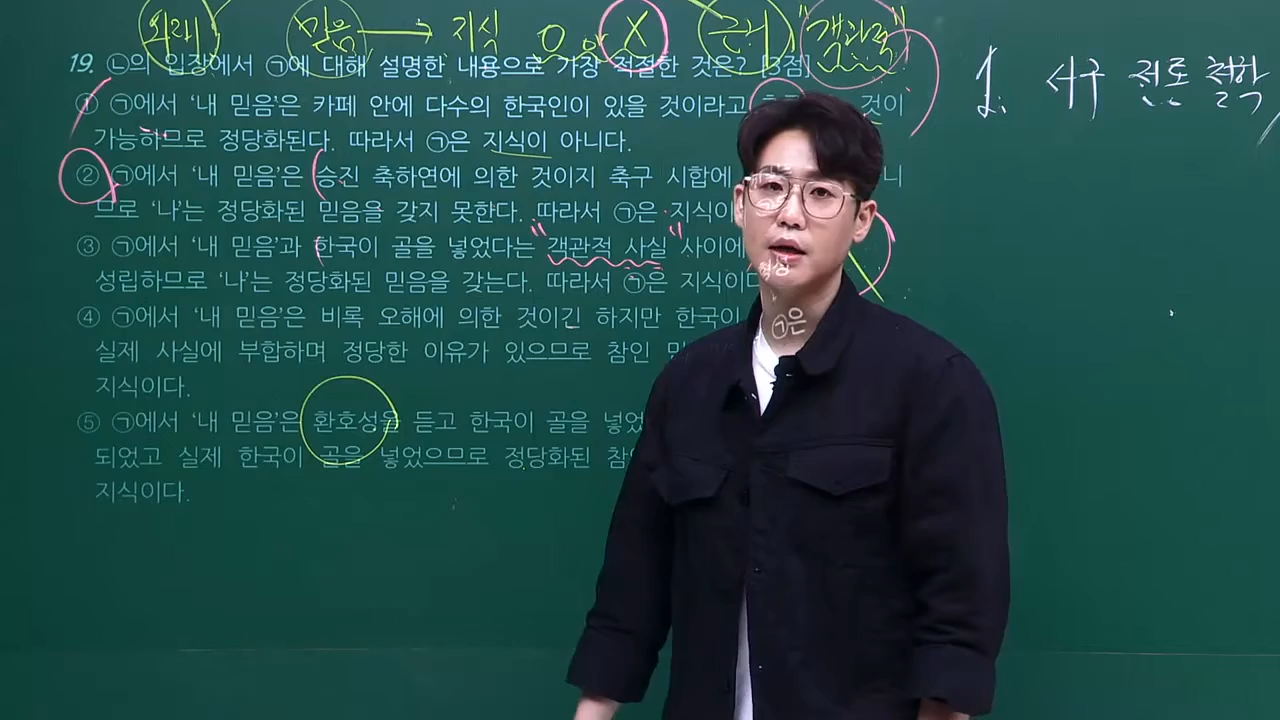 외래 믿음 → 지식 O X 근거 "객관적"
1. 서구 전통 철학
19. ㉡의 입장에서 ㉠에 대해 설명한 내용으로 가장 적절한 것은? [3점]
① ㉠에서 '내 믿음'은 카페 안에 다수의 한국인이 있을 것이라고 것이
가능하므로 정당화된다. 따라서 ㉠은 지식이 아니다.
② ㉠에서 '내 믿음'은 승진 축하연에 의한 것이지 축구 시합에 니
므로 '나'는 정당화된 믿음을 갖지 못한다. 따라서 ㉠은 지식이
③ ㉠에서 '내 믿음'과 한국이 골을 넣었다는 "객관적 사실" 사이에
성립하므로 '나'는 정당화된 믿음을 갖는다. 따라서 ㉠은 지식이다
④ ㉠에서 '내 믿음'은 비록 오해에 의한 것이긴 하지만 한국이
실제 사실에 부합하며 정당한 이유가 있으므로 참인 ㉠은
지식이다.
⑤ ㉠에서 '내 믿음'은 환호성을 듣고 한국이 골을 넣었
되었고 실제 한국이 골을 넣었으므로 정당화된
지식이다.